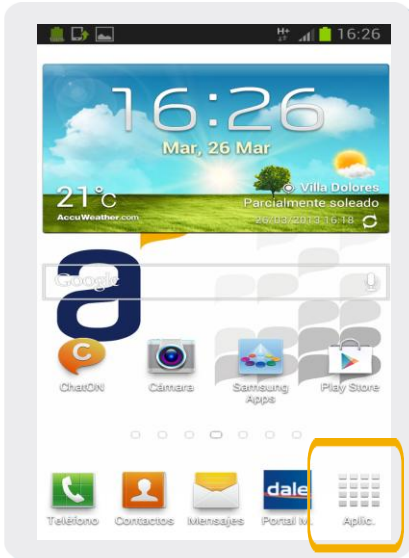 H+ 16:26
16:26
Mar, 26 Mar
21°C
AccuWeather.com
Villa Dolores
Parcialmente soleado
26/03/2013 16:18
a
Google
ChatON
Cámara
Samsung Apps
Play Store
dale
Teléfono
Contactos
Mensajes
Portal M.
Aplic.